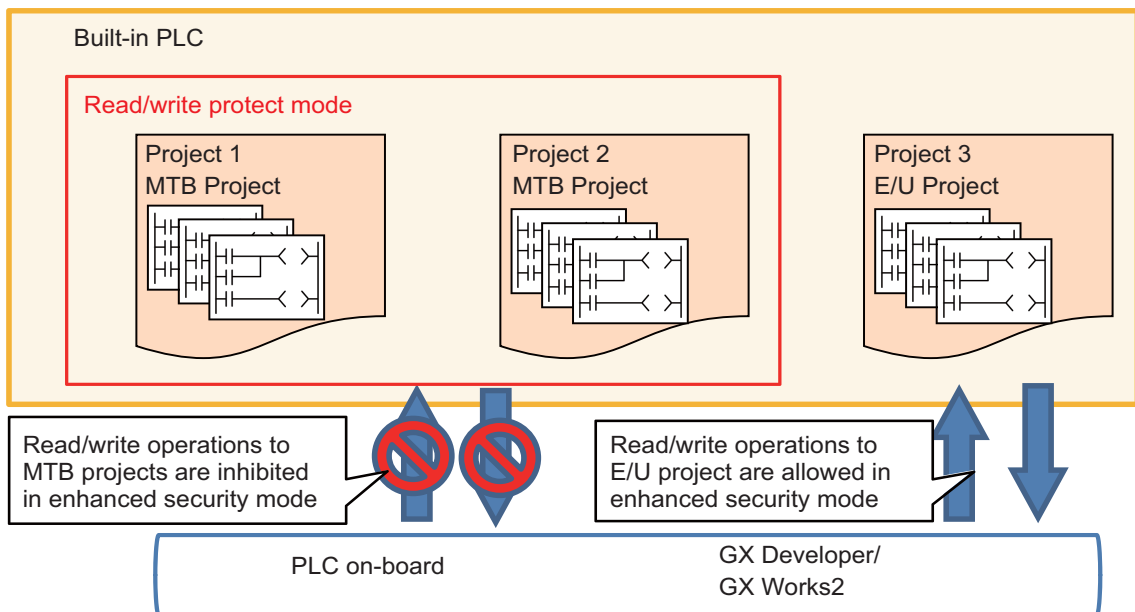 Built-in PLC
Read/write protect mode
Project 1
MTB Project
Project 2
MTB Project
Project 3
E/U Project
Read/write operations to
MTB projects are inhibited
in enhanced security mode
Read/write operations to
E/U project are allowed in
enhanced security mode
PLC on-board
GX Developer/
GX Works2